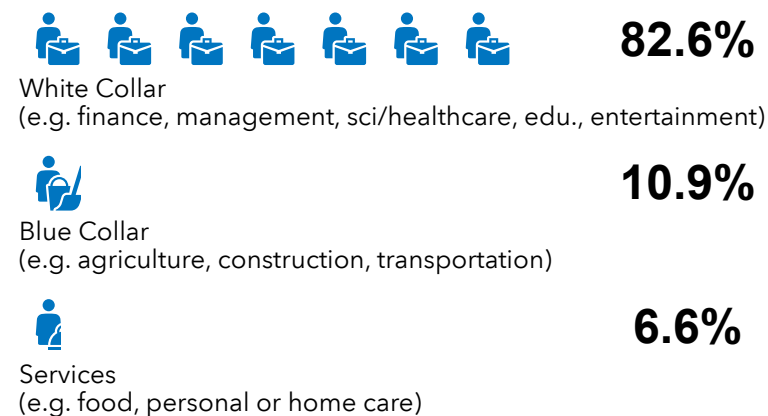 82.6%
White Collar
(e.g. finance, management, sci/healthcare, edu., entertainment)
10.9%
Blue Collar
(e.g. agriculture, construction, transportation)
6.6%
Services
(e.g. food, personal or home care)